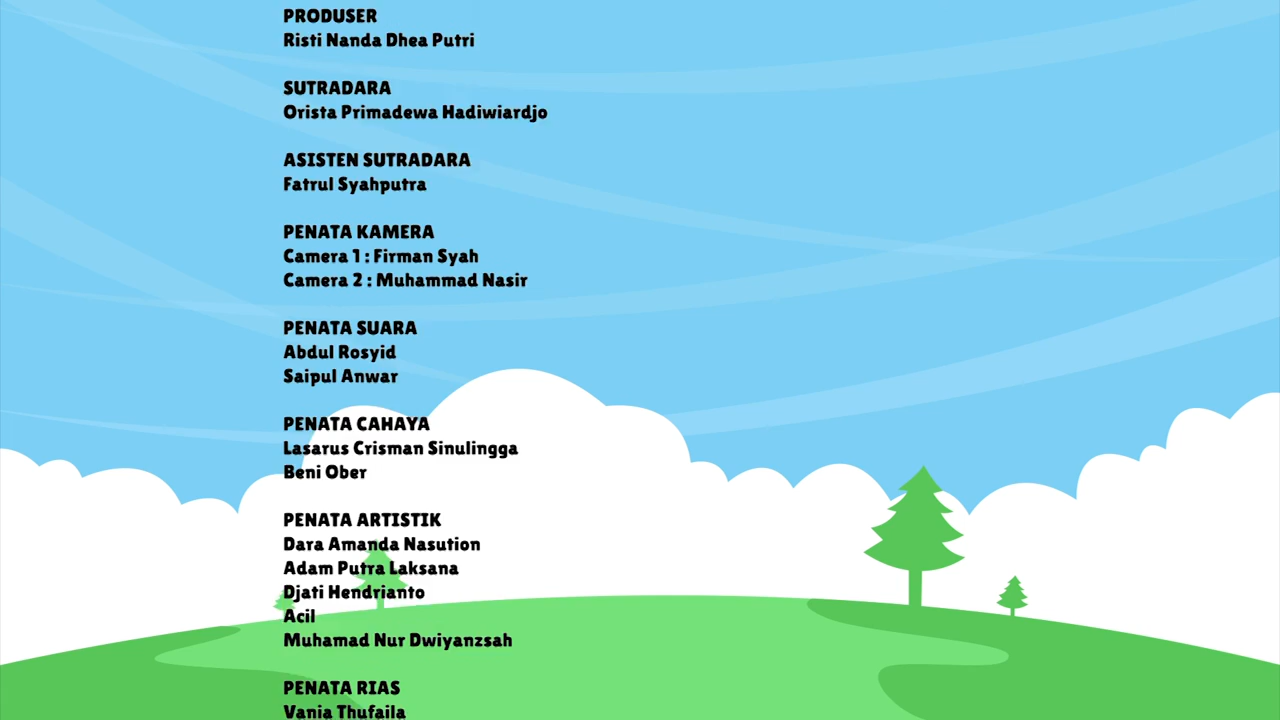 PRODUSER
Risti Nanda Dhea Putri
SUTRADARA
Orista Primadewa Hadiwiardjo
ASISTEN SUTRADARA
Fatrul Syahputra
PENATA KAMERA
Camera 1 : Firman Syah
Camera 2 : Muhammad Nasir
PENATA SUARA
Abdul Rosyid
Saipul Anwar
PENATA CAHAYA
Lasarus Crisman Sinulingga
Beni Ober
PENATA ARTISTIK
Dara Amanda Nasution
Adam Putra Laksana
Djati Hendrianto
Acil
Muhamad Nur Dwiyanzsah
PENATA RIAS
Vania Thufaila